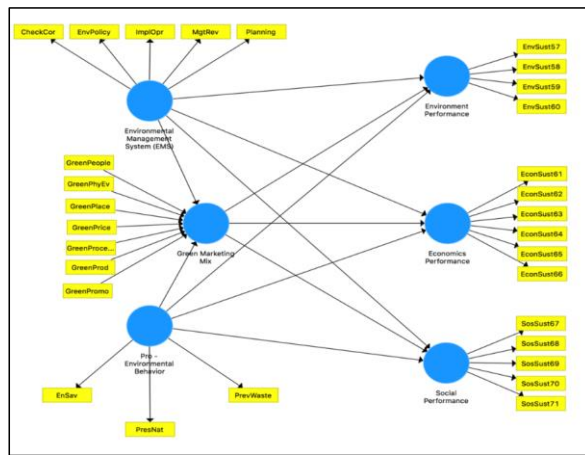 CheckCor
EnvPolicy
ImplOpr
MgtRev
Planning
EnvSust57
EnvSust58
EnvSust59
EnvSust60
Environmental
Management
System (EMS)
Environment
Performance
GreenPeople
GreenPhyEv
GreenPlace
GreenPrice
GreenProce....
GreenProd
GreenPromo
Green Marketing
Mix
EconSust61
EconSust62
EconSust63
EconSust64
EconSust65
EconSust66
Economics
Performance
Pro -
Environmental
Behavior
EnSav
PresNat
PrevWaste
SosSust67
SosSust68
SosSust69
SosSust70
SosSust71
Social
Performance